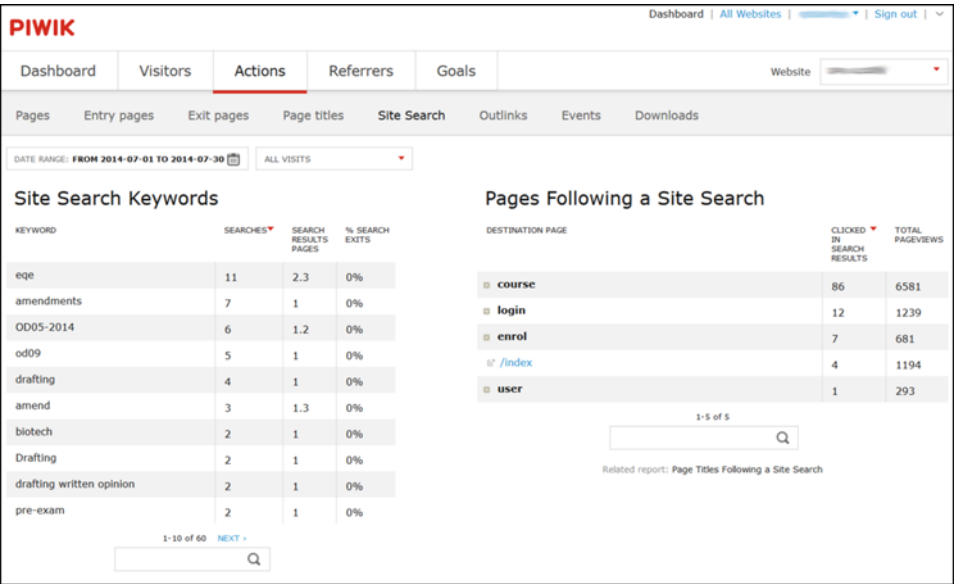 Dashboard | All Websites | | Sign out |
PIWIK
Dashboard Visitors Actions Referrers Goals Website
Pages Entry pages Exit pages Page titles Site Search Outlinks Events Downloads
DATE RANGE: FROM 2014-07-01 TO 2014-07-30 ALL VISITS
Site Search Keywords
KEYWORD SEARCHES SEARCH RESULTS PAGES % SEARCH EXITS
eqe 11 2.3 0%
amendments 7 1 0%
OD05-2014 6 1.2 0%
od09 5 1 0%
drafting 4 1 0%
amend 3 1.3 0%
biotech 2 1 0%
Drafting 2 1 0%
drafting written opinion 2 1 0%
pre-exam 2 1 0%
1-10 of 60 NEXT ›
Pages Following a Site Search
DESTINATION PAGE CLICKED IN SEARCH RESULTS TOTAL PAGEVIEWS
course 86 6581
login 12 1239
enrol 7 681
/index 4 1194
user 1 293
1-5 of 5
Related report: Page Titles Following a Site Search